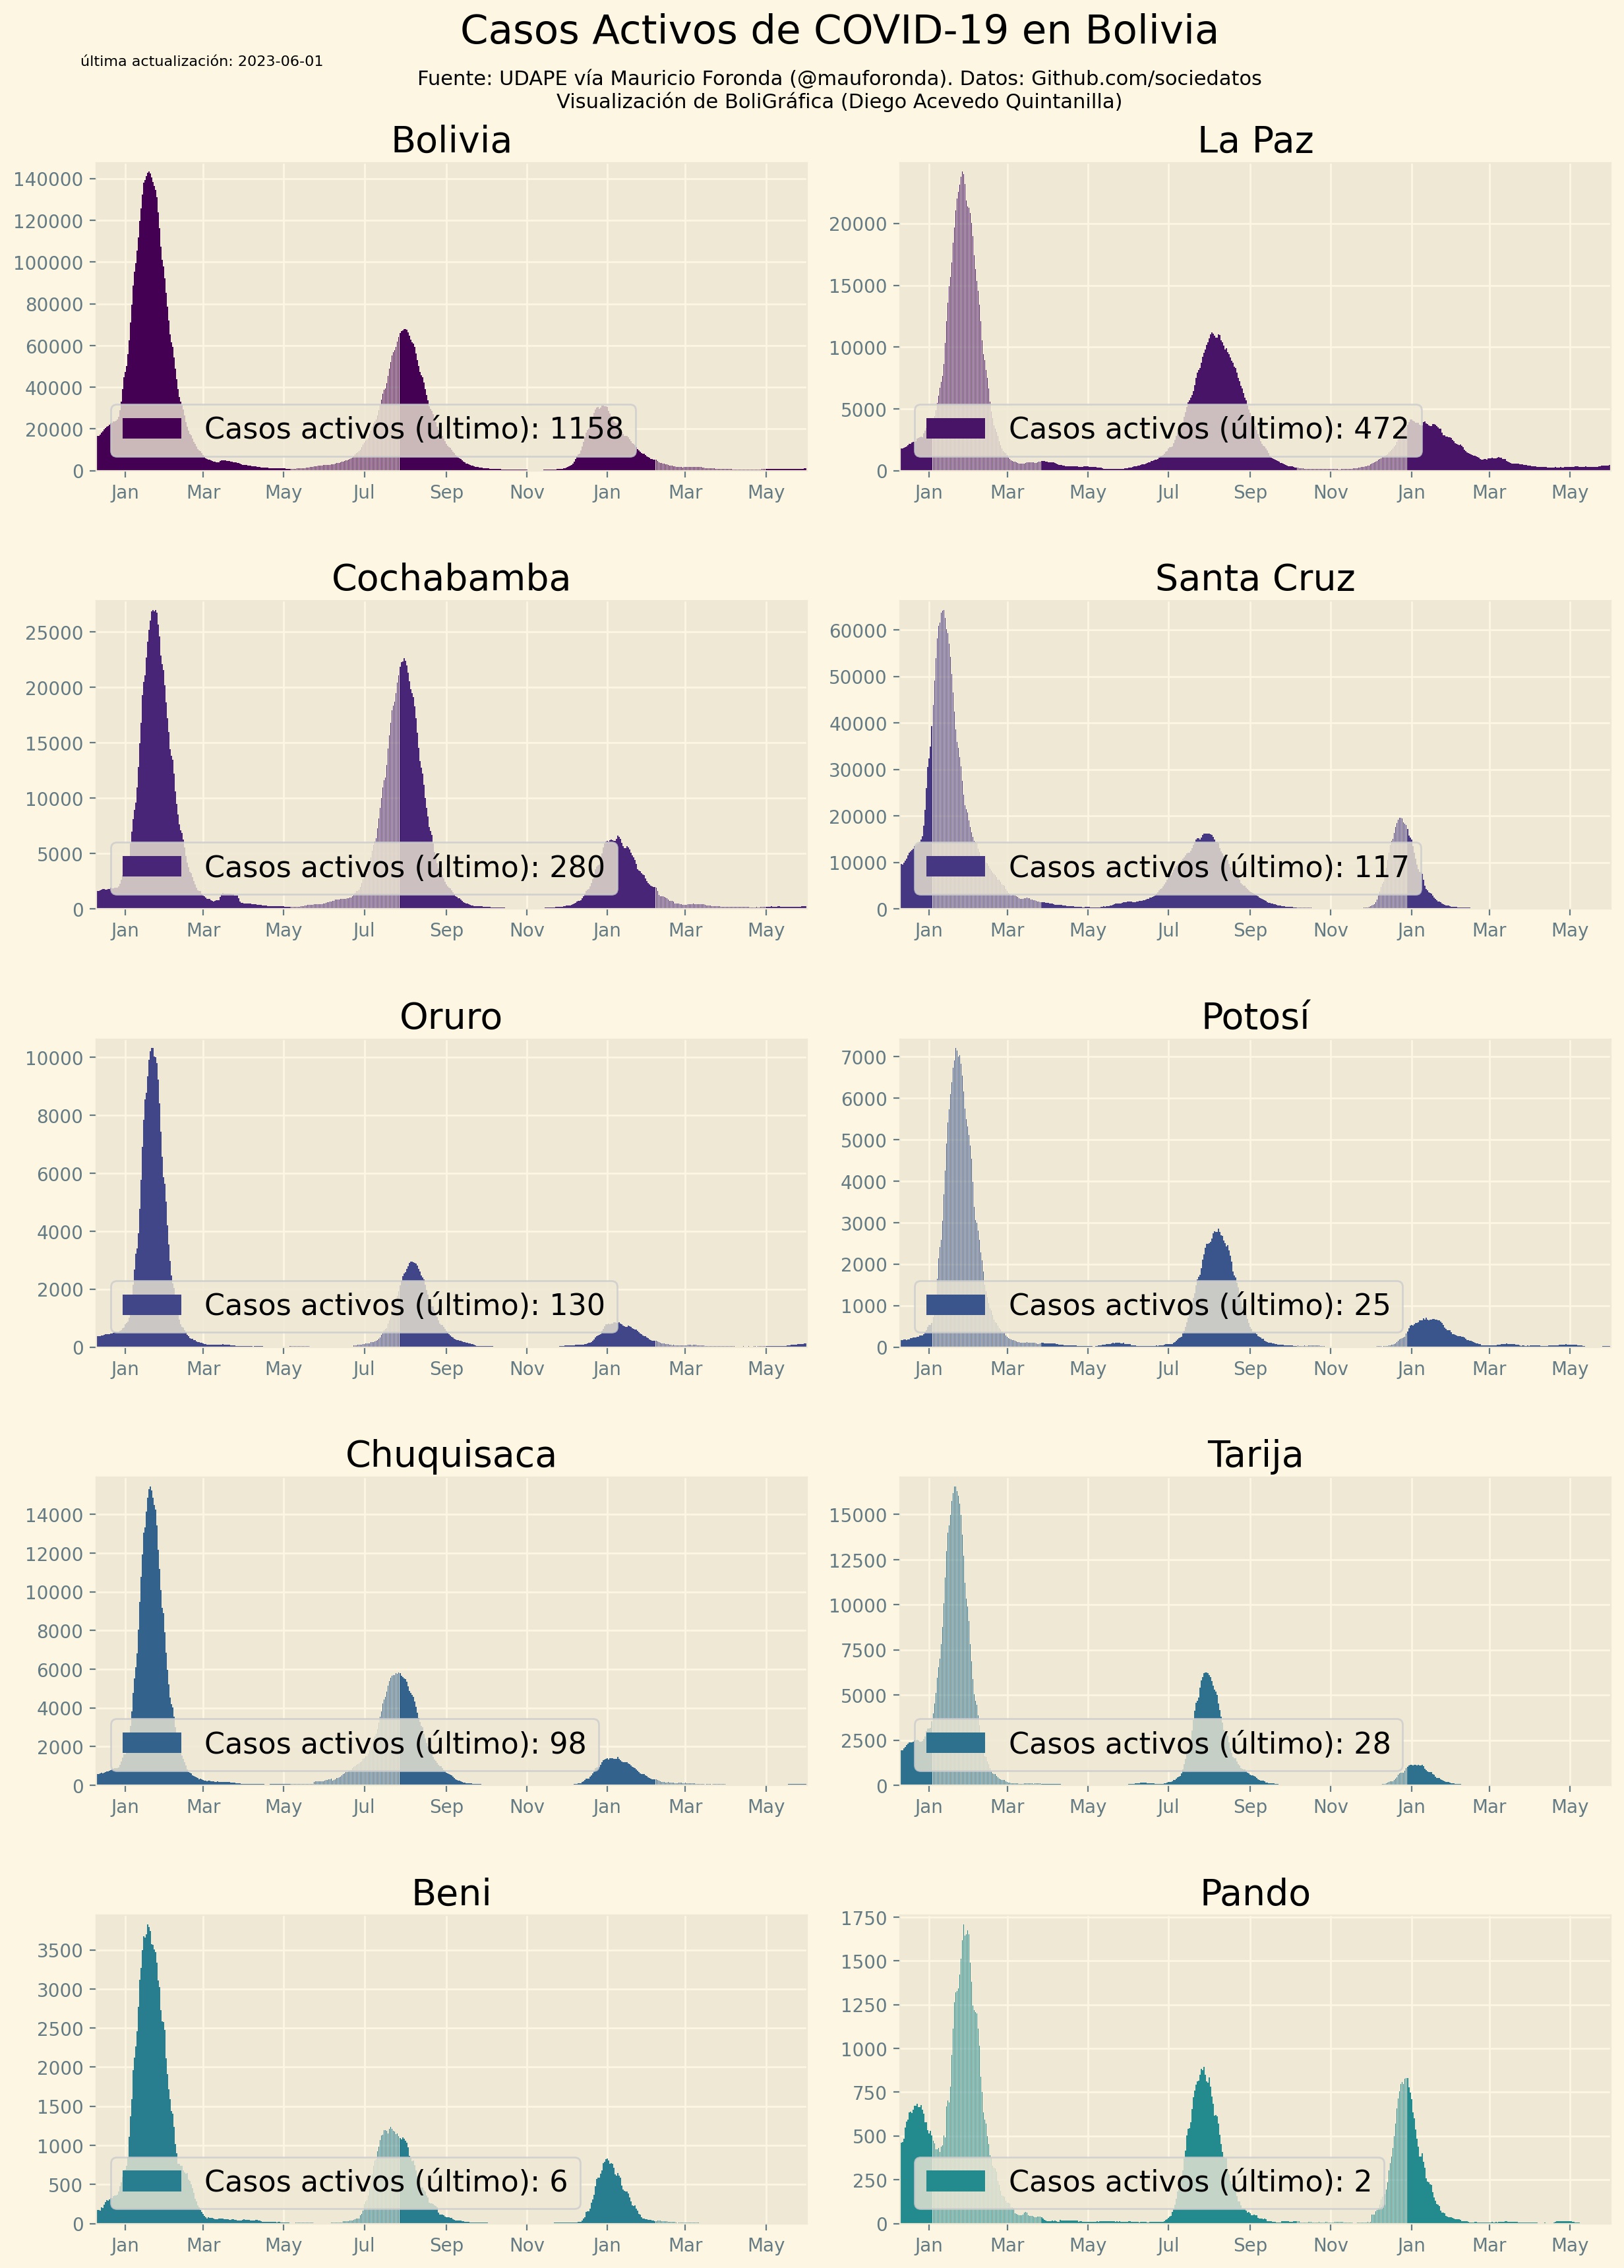 Casos Activos de COVID-19 en Bolivia
última actualización: 2023-06-01
Fuente: UDAPE vía Mauricio Foronda (@mauforonda). Datos: Github.com/sociedatos
Visualización de BoliGráfica (Diego Acevedo Quintanilla)
Bolivia
140000
120000
100000
80000
60000
40000
20000
0
Casos activos (último): 1158
Jan Mar May Jul Sep Nov Jan Mar May
La Paz
20000
15000
10000
5000
0
Casos activos (último): 472
Jan Mar May Jul Sep Nov Jan Mar May
Cochabamba
25000
20000
15000
10000
5000
0
Casos activos (último): 280
Jan Mar May Jul Sep Nov Jan Mar May
Santa Cruz
60000
50000
40000
30000
20000
10000
0
Casos activos (último): 117
Jan Mar May Jul Sep Nov Jan Mar May
Oruro
10000
8000
6000
4000
2000
0
Casos activos (último): 130
Jan Mar May Jul Sep Nov Jan Mar May
Potosí
7000
6000
5000
4000
3000
2000
1000
0
Casos activos (último): 25
Jan Mar May Jul Sep Nov Jan Mar May
Chuquisaca
14000
12000
10000
8000
6000
4000
2000
0
Casos activos (último): 98
Jan Mar May Jul Sep Nov Jan Mar May
Tarija
15000
12500
10000
7500
5000
2500
0
Casos activos (último): 28
Jan Mar May Jul Sep Nov Jan Mar May
Beni
3500
3000
2500
2000
1500
1000
500
0
Casos activos (último): 6
Jan Mar May Jul Sep Nov Jan Mar May
Pando
1750
1500
1250
1000
750
500
250
0
Casos activos (último): 2
Jan Mar May Jul Sep Nov Jan Mar May